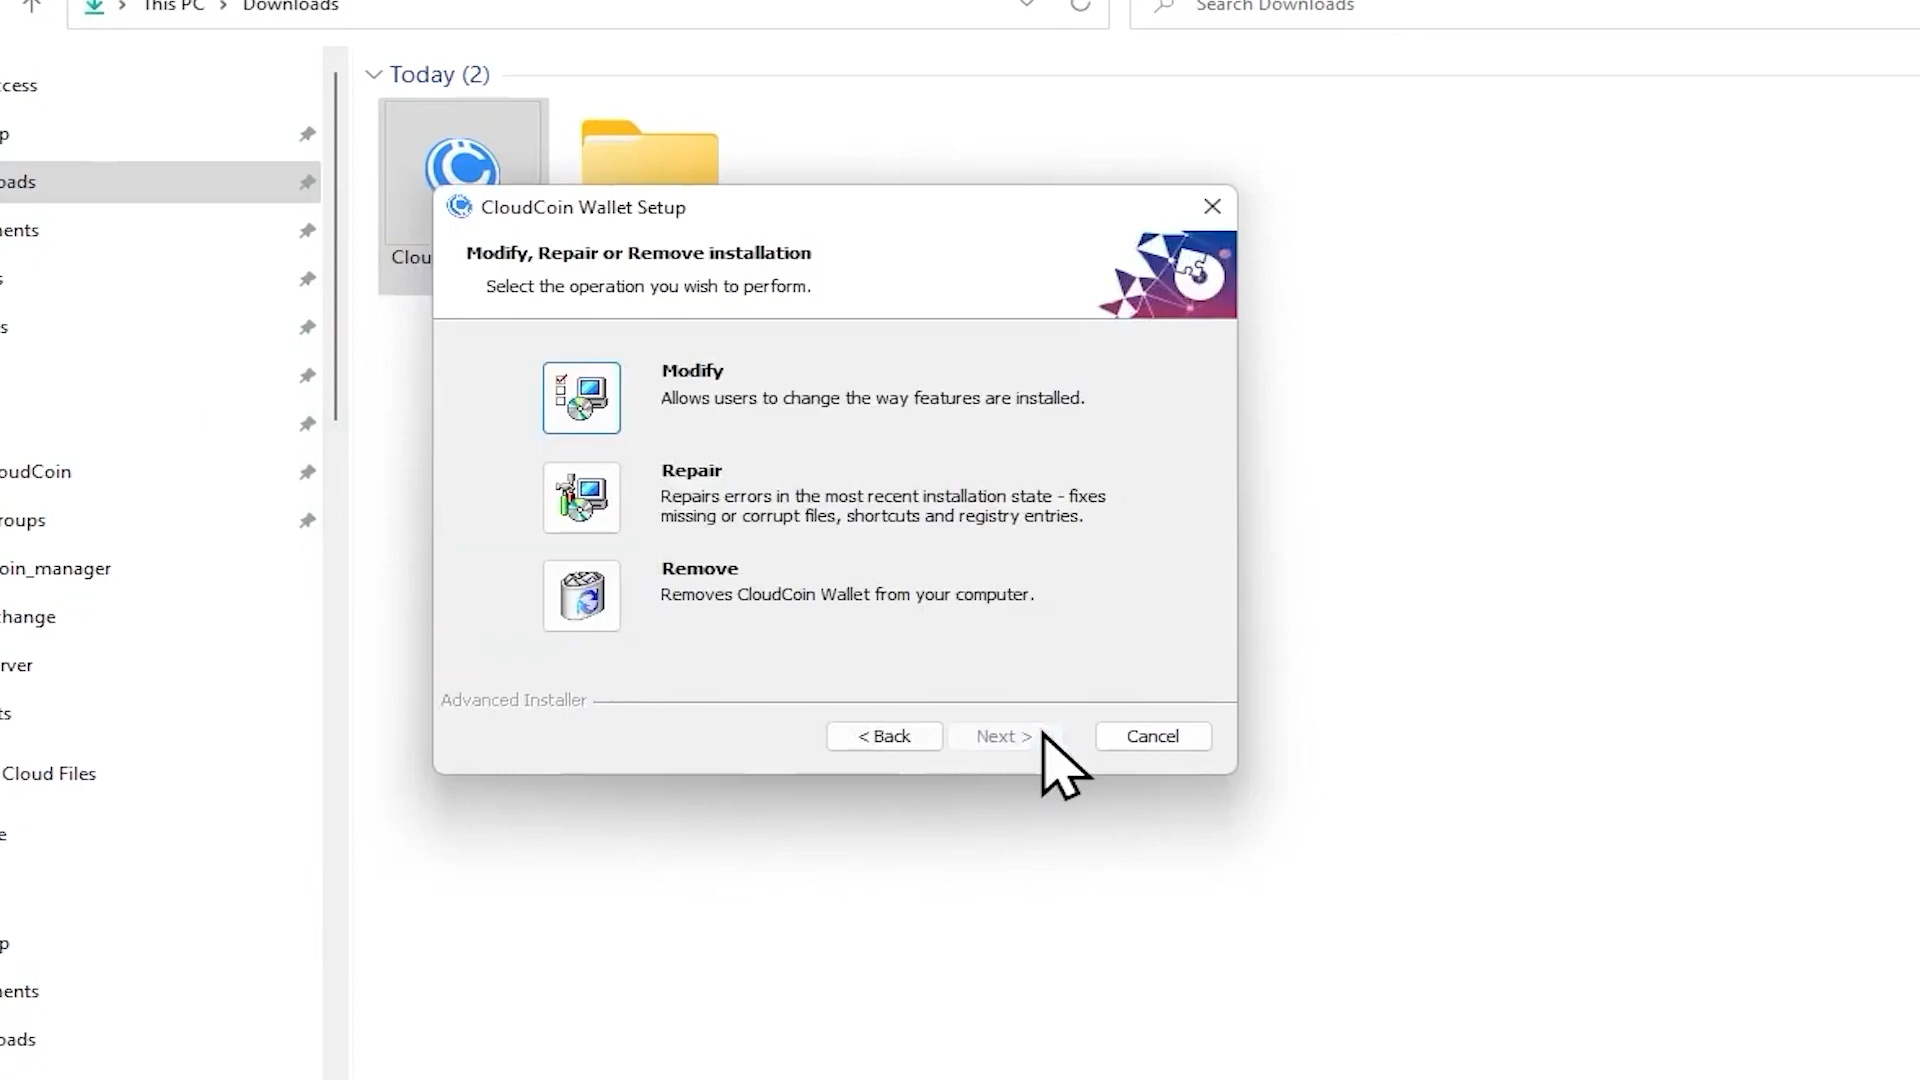 This PC > Downloads
Search Downloads
Today (2)
ccess
p
oads
nents
s
s
oudCoin
roups
oin_manager
change
rver
ts
Cloud Files
e
p
nents
oads
Clou
CloudCoin Wallet Setup
Modify, Repair or Remove installation
Select the operation you wish to perform.
Modify
Allows users to change the way features are installed.
Repair
Repairs errors in the most recent installation state - fixes
missing or corrupt files, shortcuts and registry entries.
Remove
Removes CloudCoin Wallet from your computer.
Advanced Installer
< Back
Next >
Cancel